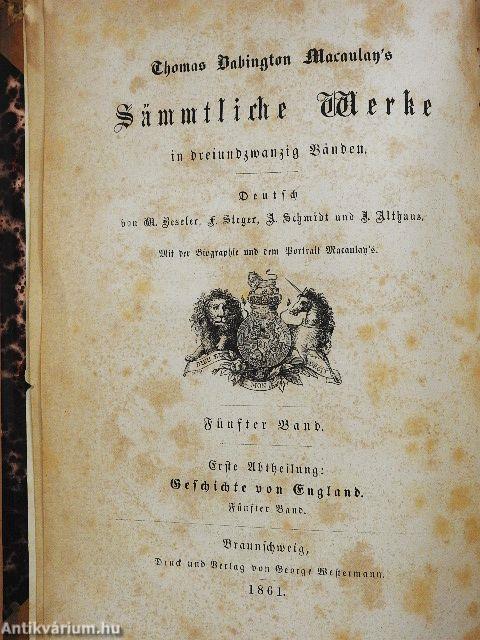 Thomas Babington Macaulay's
Sämmtliche Werke
in dreiundzwanzig Bänden.
Deutsch
von W. Beseler, F. Steger, A. Schmidt und J. Althaus.
Mit der Biographie und dem Portrait Macaulay's.
MON
Fünfter Band.
Erste Abtheilung:
Geschichte von England.
Fünfter Band.
Braunschweig,
Druck und Verlag von George Westermann.
1861.
Antikvárium.hu